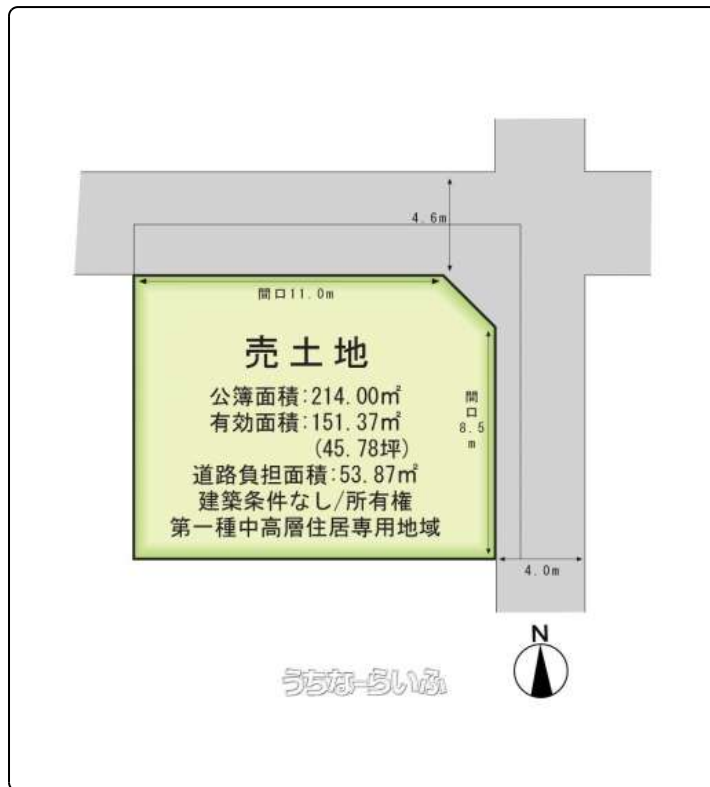 4.6m
間口11.0m
売土地
公簿面積:214.00㎡
有効面積:151.37㎡
(45.78坪)
道路負担面積:53.87㎡
建築条件なし/所有権
第一種中高層住居専用地域
間口8.5m
4.0m
N
うちなーらいふ